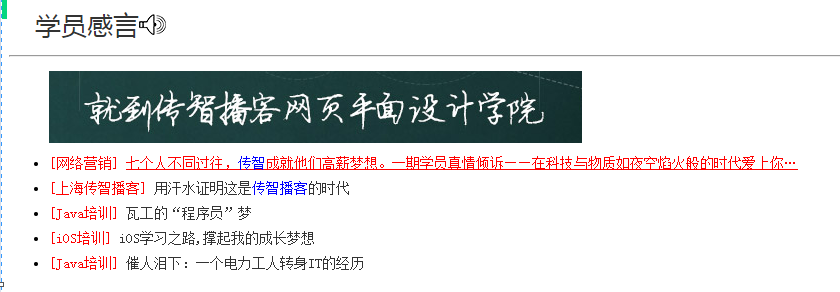 学员感言
就到传智播客网页平面设计学院
[网络营销] 七个人不同过往，传智成就他们高薪梦想。一期学员真情倾诉——在科技与物质如夜空焰火般的时代爱上你…
[上海传智播客] 用汗水证明这是传智播客的时代
[Java培训] 瓦工的“程序员”梦
[iOS培训] iOS学习之路,撑起我的成长梦想
[Java培训] 催人泪下：一个电力工人转身IT的经历